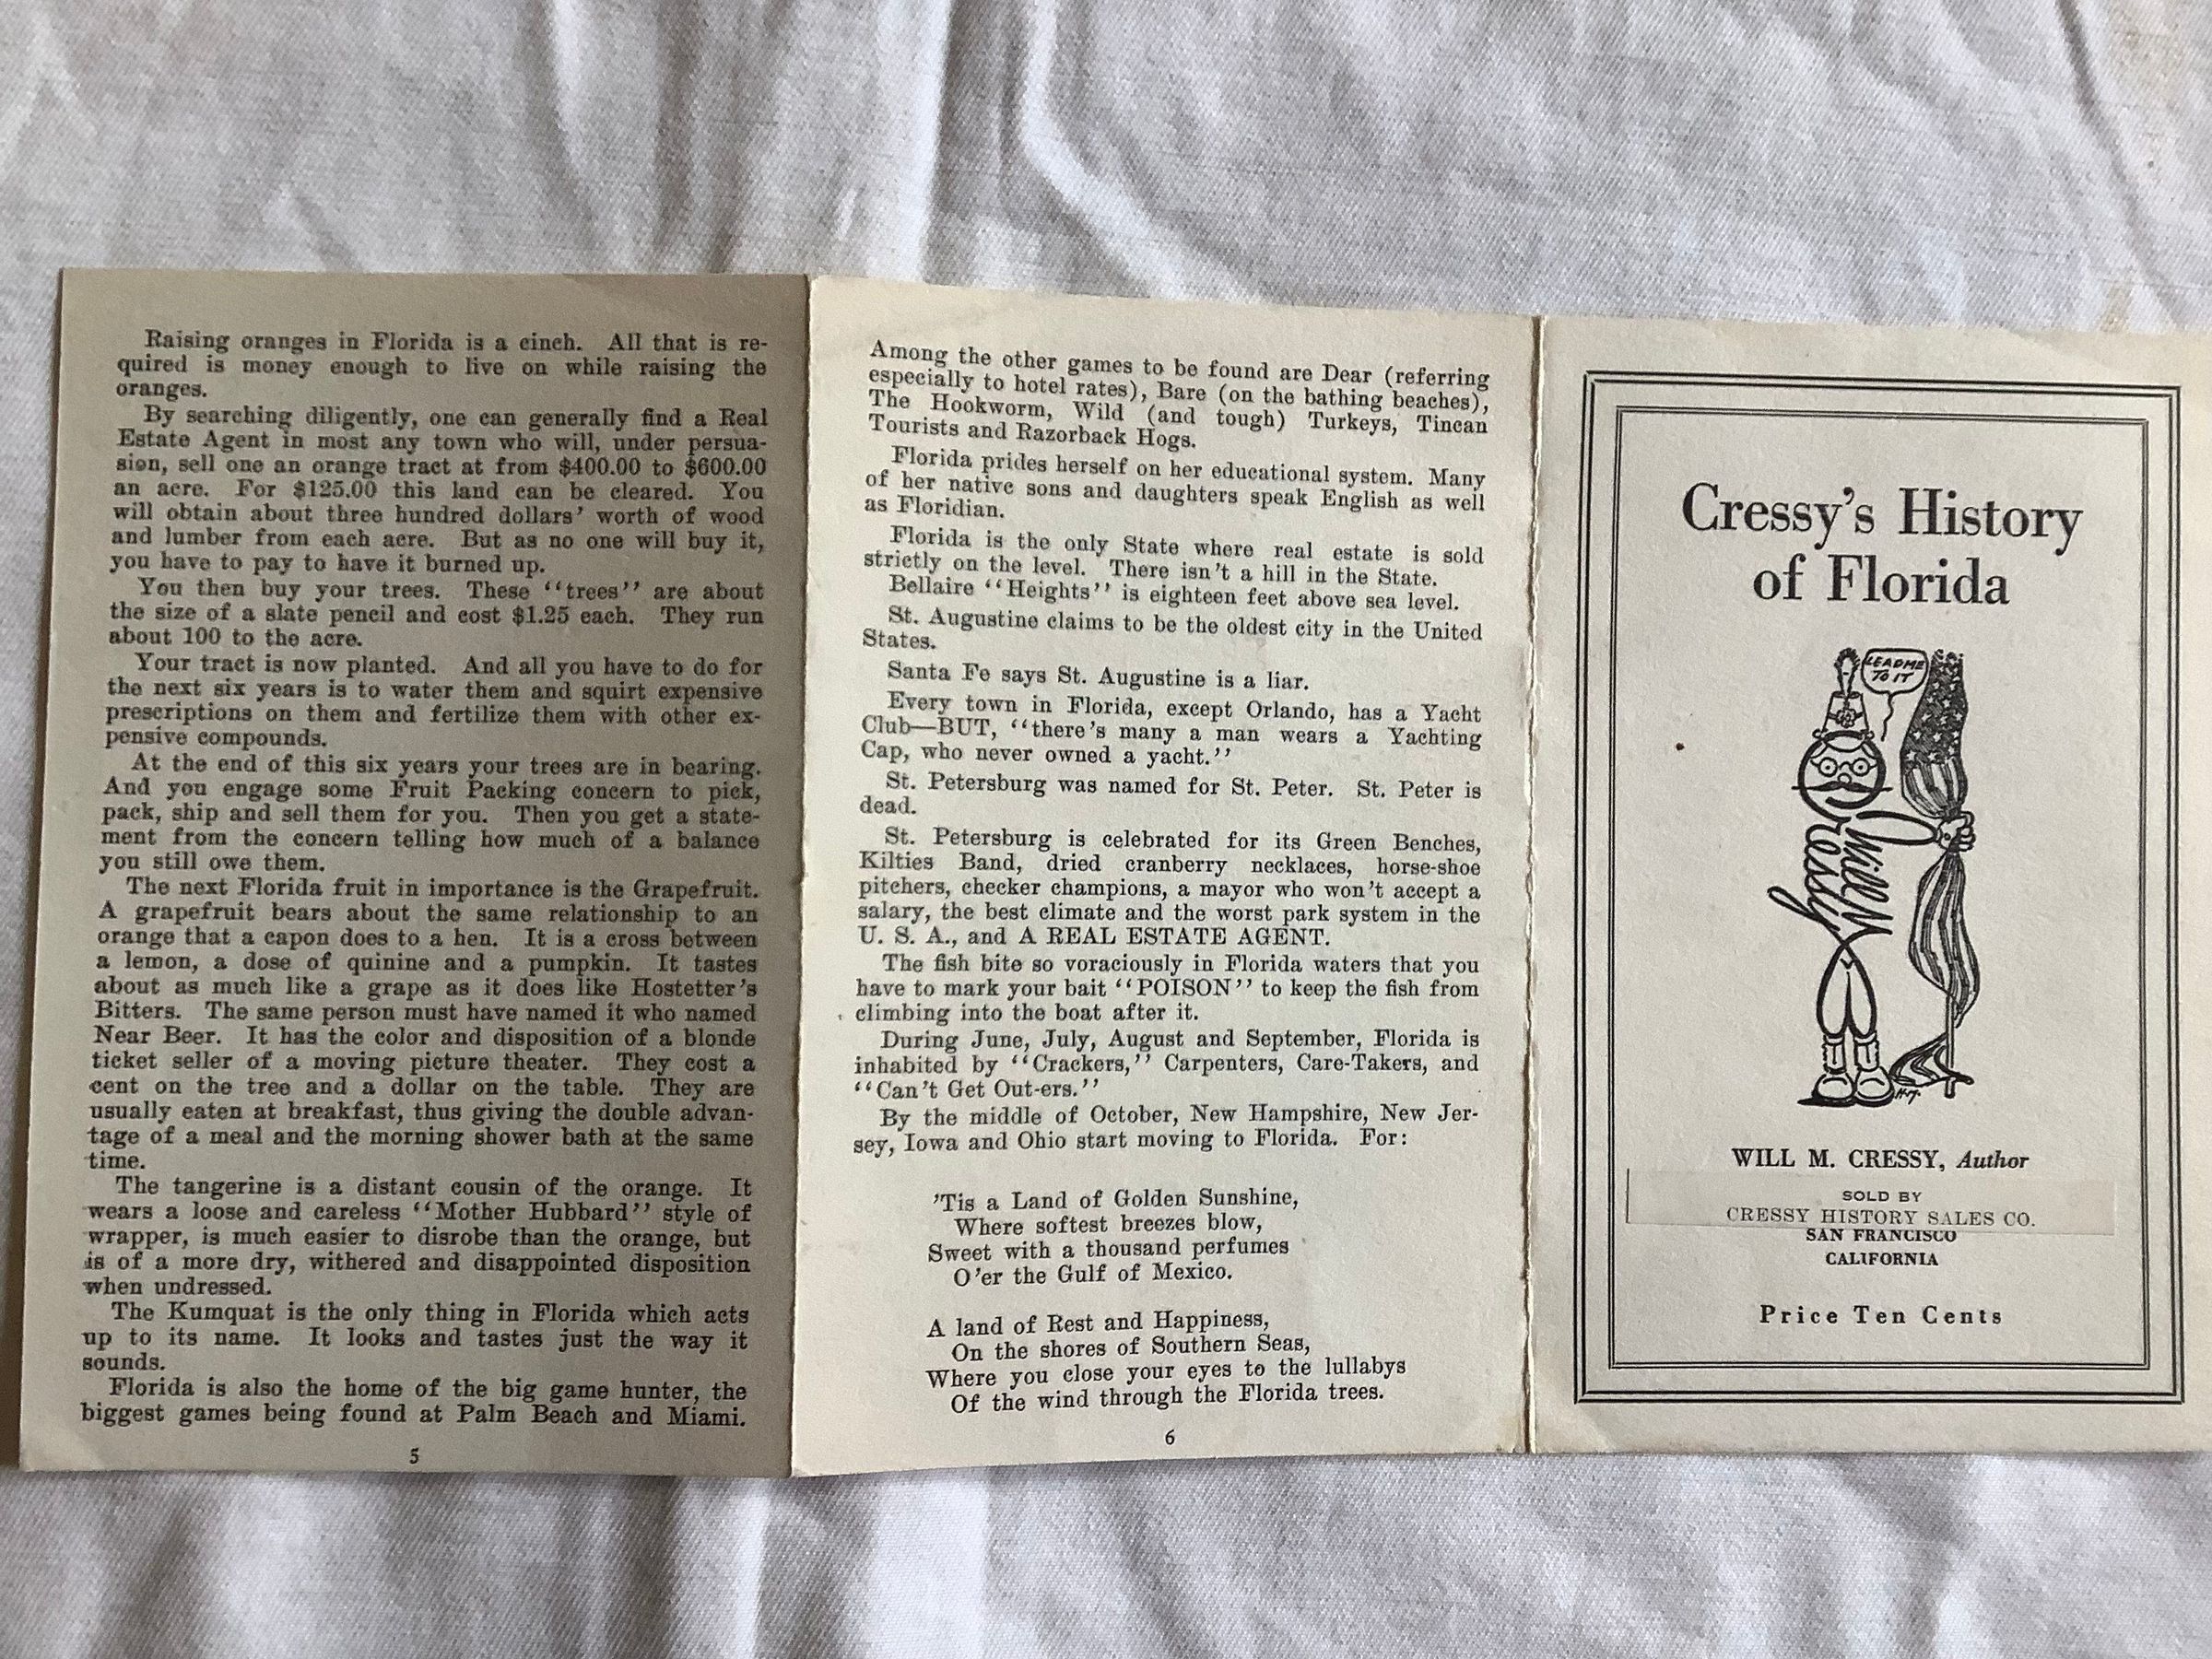 Raising oranges in Florida is a cinch. All that is re-
quired is money enough to live on while raising the
oranges.
By searching diligently, one can generally find a Real
Estate Agent in most any town who will, under persua-
sion, sell one an orange tract at from $400.00 to $600.00
an acre. For $125.00 this land can be cleared. You
will obtain about three hundred dollars' worth of wood
and lumber from each acre. But as no one will buy it,
you have to pay to have it burned up.
You then buy your trees. These "trees" are about
the size of a slate pencil and cost $1.25 each. They run
about 100 to the acre.
Your tract is now planted. And all you have to do for
the next six years is to water them and squirt expensive
prescriptions on them and fertilize them with other ex-
pensive compounds.
At the end of this six years your trees are in bearing.
And you engage some Fruit Packing concern to pick,
pack, ship and sell them for you. Then you get a state-
ment from the concern telling how much of a balance
you still owe them.
The next Florida fruit in importance is the Grapefruit.
A grapefruit bears about the same relationship to an
orange that a capon does to a hen. It is a cross between
a lemon, a dose of quinine and a pumpkin. It tastes
about as much like a grape as it does like Hostetter's
Bitters. The same person must have named it who named
Near Beer. It has the color and disposition of a blonde
ticket seller of a moving picture theater. They cost a
cent on the tree and a dollar on the table. They are
usually eaten at breakfast, thus giving the double advan-
tage of a meal and the morning shower bath at the same
time.
The tangerine is a distant cousin of the orange. It
wears a loose and careless "Mother Hubbard" style of
wrapper, is much easier to disrobe than the orange, but
is of a more dry, withered and disappointed disposition
when undressed.
The Kumquat is the only thing in Florida which acts
up to its name. It looks and tastes just the way it
sounds.
Florida is also the home of the big game hunter, the
biggest games being found at Palm Beach and Miami.
5
Among the other games to be found are Dear (referring
especially to hotel rates), Bare (on the bathing beaches),
The Hookworm, Wild (and tough) Turkeys, Tincan
Tourists and Razorback Hogs.
Florida prides herself on her educational system. Many
of her native sons and daughters speak English as well
as Floridian.
Florida is the only State where real estate is sold
strictly on the level. There isn't a hill in the State.
Bellaire "Heights" is eighteen feet above sea level.
St. Augustine claims to be the oldest city in the United
States.
Santa Fe says St. Augustine is a liar.
Every town in Florida, except Orlando, has a Yacht
Club—BUT, "there's many a man wears a Yachting
Cap, who never owned a yacht."
St. Petersburg was named for St. Peter. St. Peter is
dead.
St. Petersburg is celebrated for its Green Benches,
Kilties Band, dried cranberry necklaces, horse-shoe
pitchers, checker champions, a mayor who won't accept a
salary, the best climate and the worst park system in the
U. S. A., and A REAL ESTATE AGENT.
The fish bite so voraciously in Florida waters that you
have to mark your bait "POISON" to keep the fish from
climbing into the boat after it.
During June, July, August and September, Florida is
inhabited by "Crackers," Carpenters, Care-Takers, and
"Can't Get Out-ers."
By the middle of October, New Hampshire, New Jer-
sey, Iowa and Ohio start moving to Florida. For:
'Tis a Land of Golden Sunshine,
Where softest breezes blow,
Sweet with a thousand perfumes
O'er the Gulf of Mexico.
A land of Rest and Happiness,
On the shores of Southern Seas,
Where you close your eyes to the lullabys
Of the wind through the Florida trees.
6
Cressy's History
of Florida
LEAD ME
TO IT
Will M
Cressy
WILL M. CRESSY, Author
SOLD BY
CRESSY HISTORY SALES CO.
SAN FRANCISCO
CALIFORNIA
Price Ten Cents